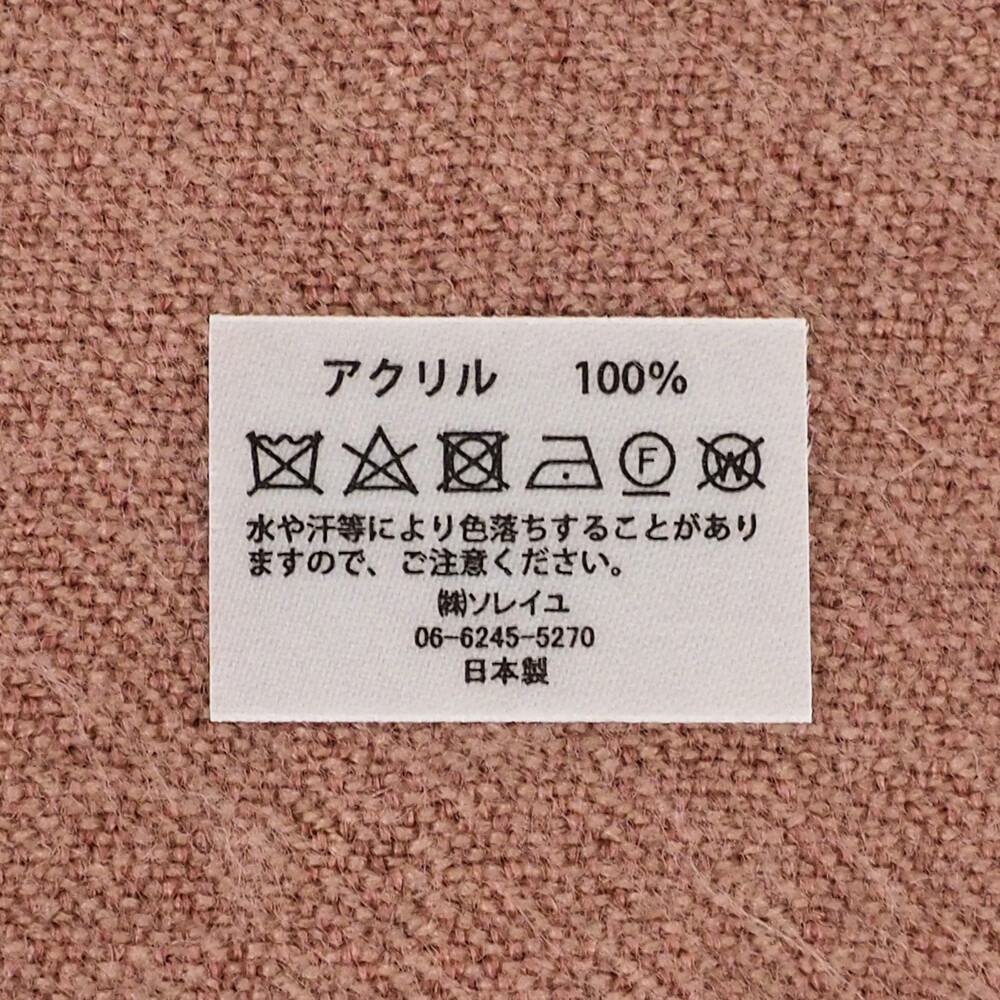 アクリル 100%
F W
水や汗等により色落ちすることがあり
ますので、ご注意ください。
㈱ソレイユ
06-6245-5270
日本製